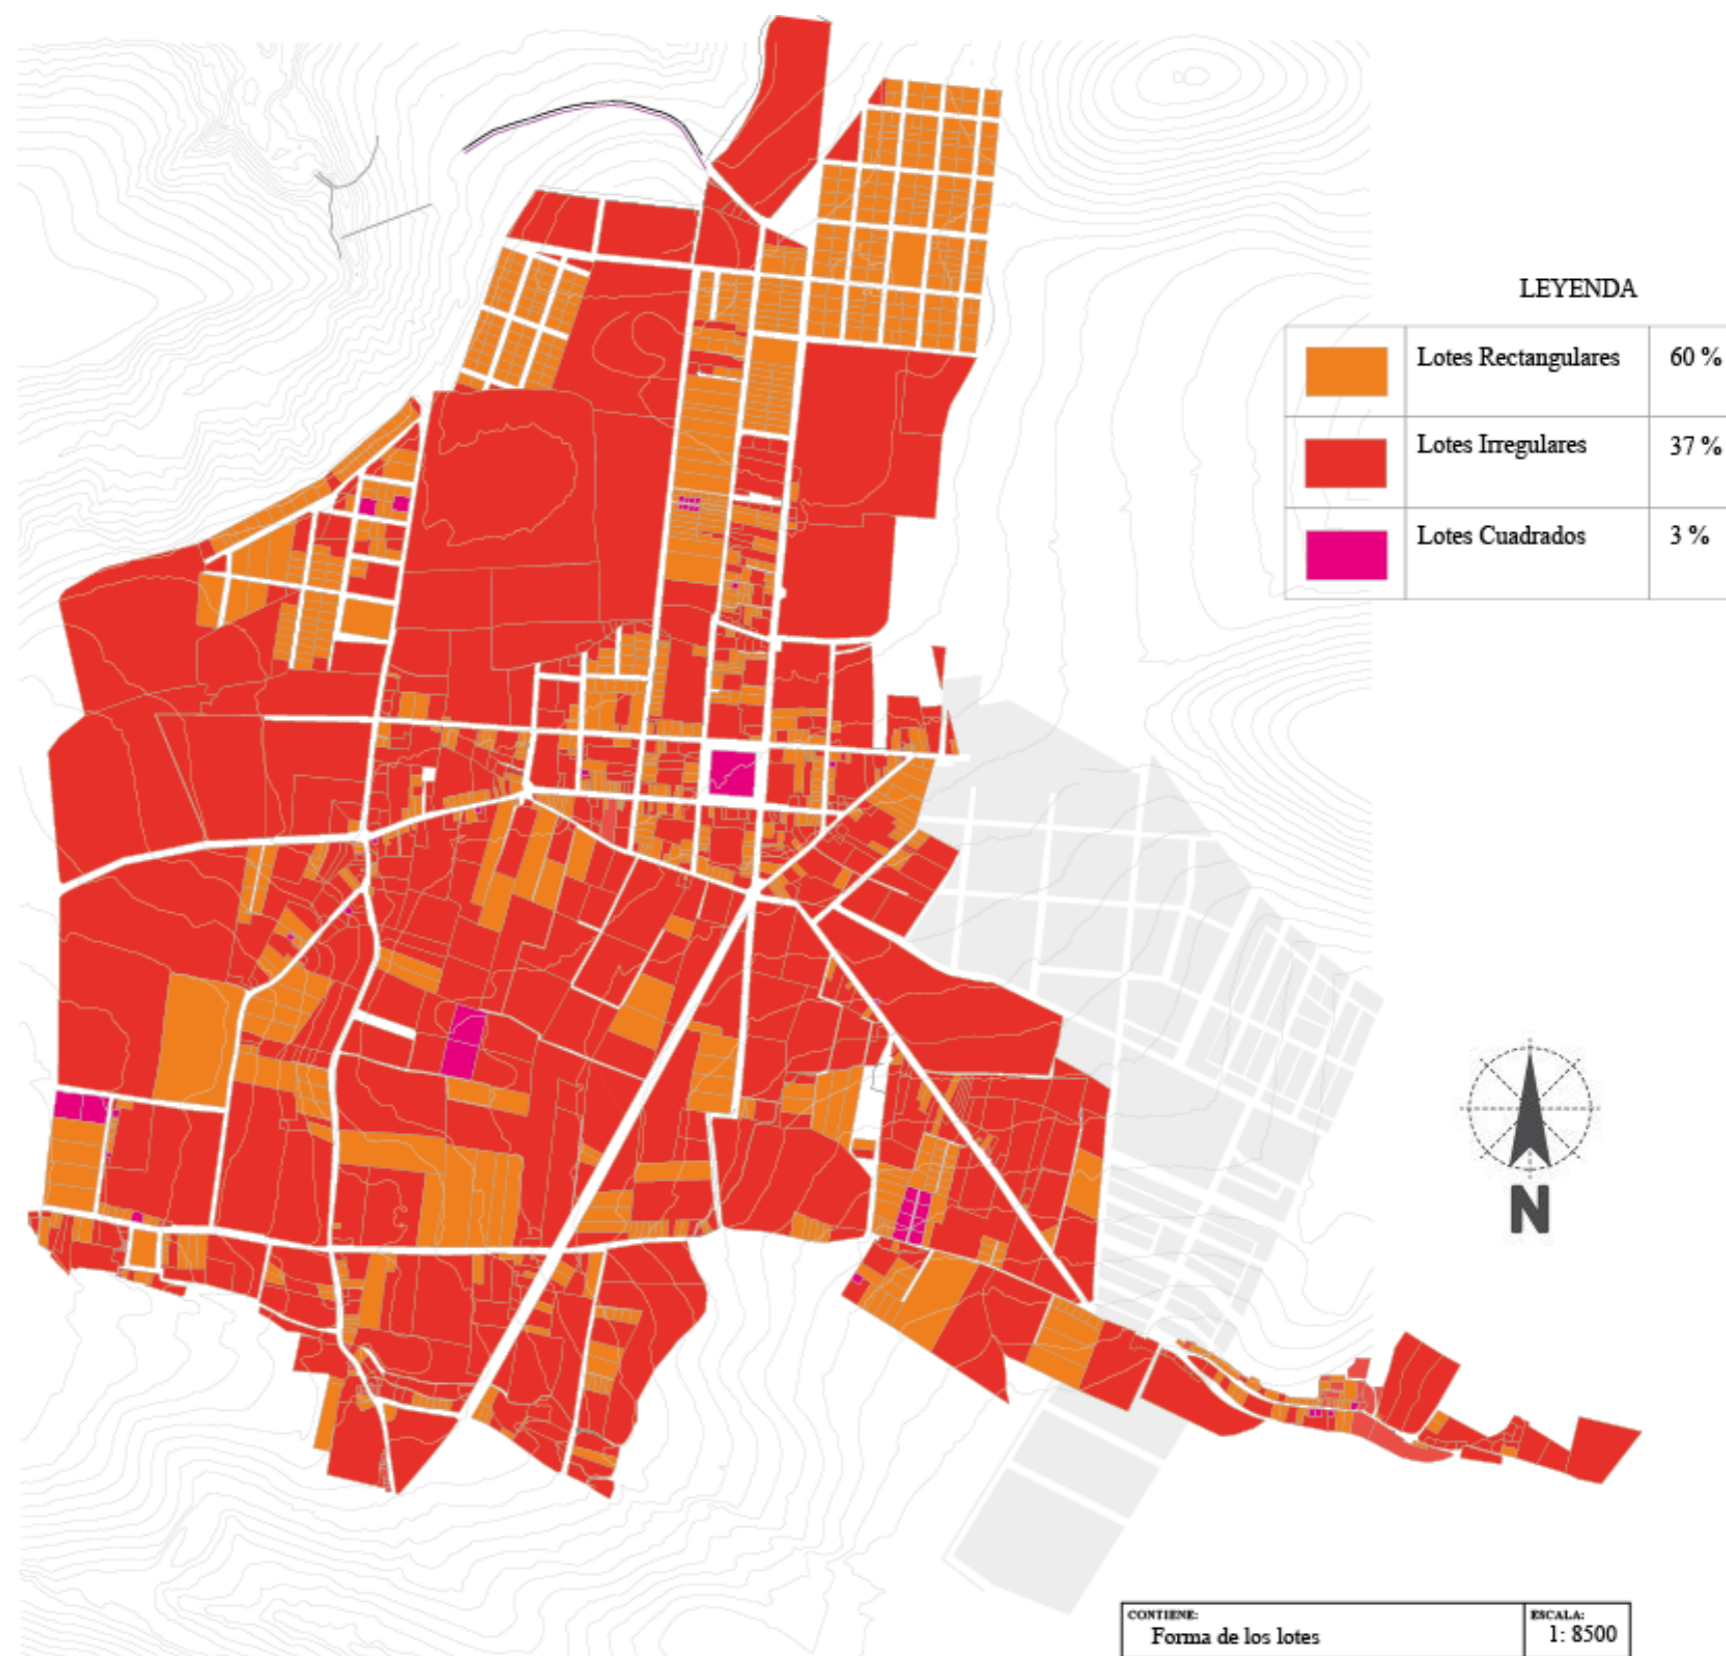 LEYENDA
Lotes Rectangulares 60 %
Lotes Irregulares 37 %
Lotes Cuadrados 3 %
N
CONTIENE: ESCALA:
Forma de los lotes 1: 8500